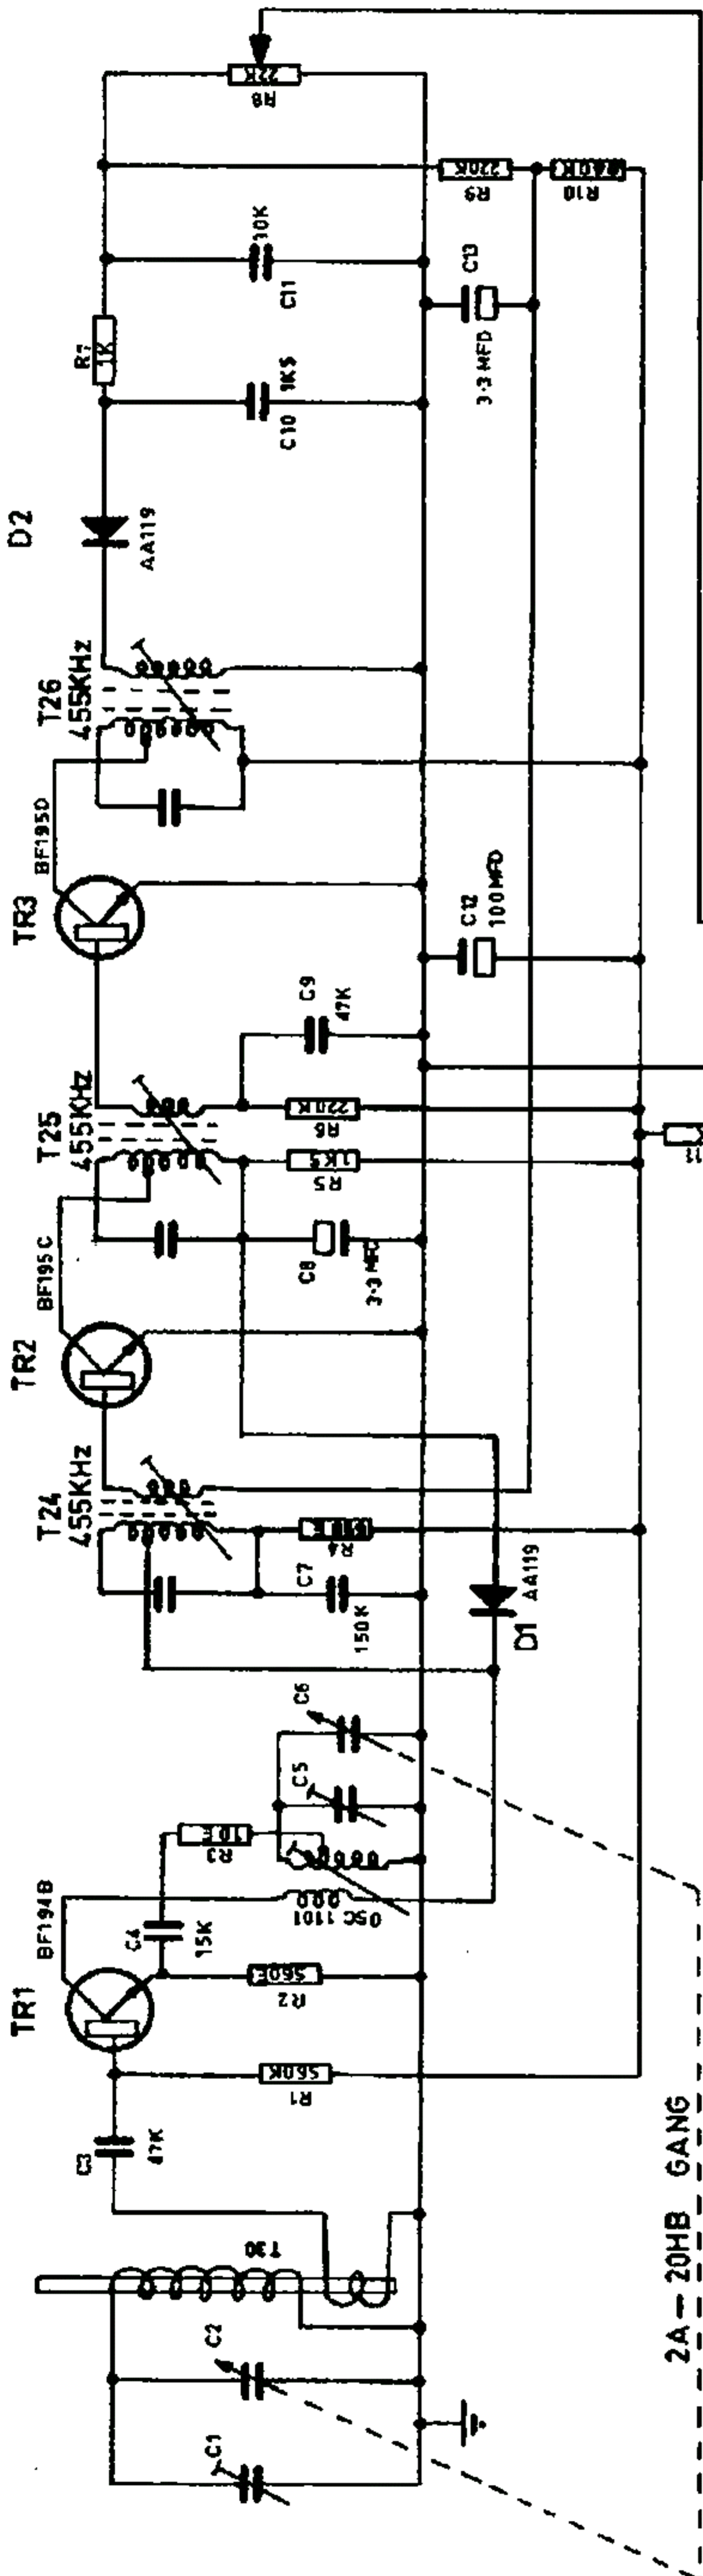 C1
C2
T30
2A — 20HB GANG
C3
47K
R1
560K
TR1
BF194B
R2
560E
C4
15K
R3
10E
OSC 1101
C5
C6
D1
AA119
T24
455KHz
C7
150K
R4
TR2
BF195C
C8
3·3 MFD
T25
455KHz
R5
1K5
R6
220K
C9
47K
TR3
BF195D
C12
100MFD
T26
455KHz
D2
AA119
C10
1K5
R7
1K
C11
10K
C13
3·3 MFD
R9
220K
R10
R8
22K
11